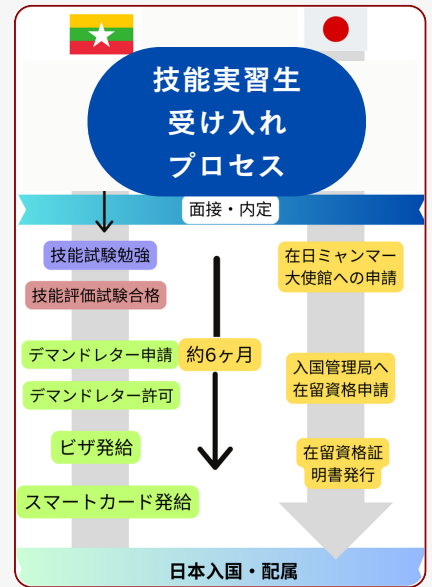 技能実習生
受け入れ
プロセス
面接・内定
技能試験勉強
技能評価試験合格
デマンドレター申請
デマンドレター許可
ビザ発給
スマートカード発給
約6ヶ月
在日ミャンマー
大使館への申請
入国管理局へ
在留資格申請
在留資格証
明書発行
日本入国・配属